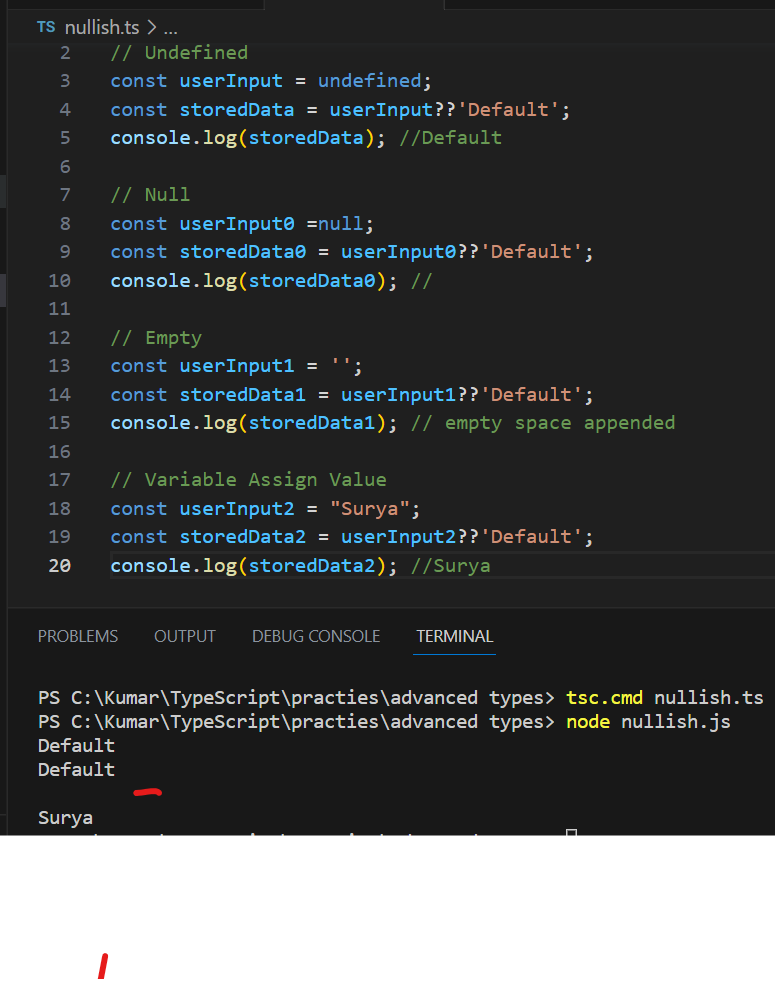 TS nullish.ts > ...
2 // Undefined
3 const userInput = undefined;
4 const storedData = userInput??'Default';
5 console.log(storedData); //Default
6
7 // Null
8 const userInput0 =null;
9 const storedData0 = userInput0??'Default';
10 console.log(storedData0); //
11
12 // Empty
13 const userInput1 = '';
14 const storedData1 = userInput1??'Default';
15 console.log(storedData1); // empty space appended
16
17 // Variable Assign Value
18 const userInput2 = "Surya";
19 const storedData2 = userInput2??'Default';
20 console.log(storedData2); //Surya
PROBLEMS OUTPUT DEBUG CONSOLE TERMINAL
PS C:\Kumar\TypeScript\practies\advanced types> tsc.cmd nullish.ts
PS C:\Kumar\TypeScript\practies\advanced types> node nullish.js
Default
Default
Surya